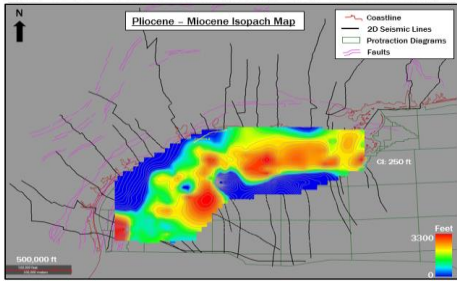 Pliocene – Miocene Isopach Map
N
Coastline
2D Seismic Lines
Protraction Diagrams
Faults
CI: 250 ft
Feet
3300
0
500,000 ft